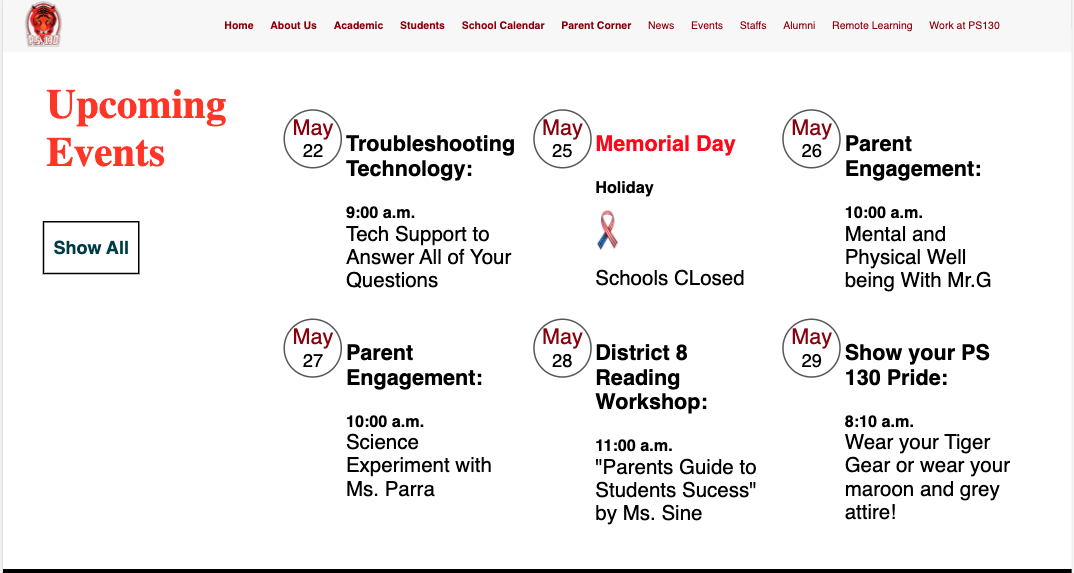 PS130
Home About Us Academic Students School Calendar Parent Corner News Events Staffs Alumni Remote Learning Work at PS130
Upcoming
Events
Show All
May
22
Troubleshooting
Technology:
9:00 a.m.
Tech Support to
Answer All of Your
Questions
May
25
Memorial Day
Holiday
Schools CLosed
May
26
Parent
Engagement:
10:00 a.m.
Mental and
Physical Well
being With Mr.G
May
27
Parent
Engagement:
10:00 a.m.
Science
Experiment with
Ms. Parra
May
28
District 8
Reading
Workshop:
11:00 a.m.
"Parents Guide to
Students Sucess"
by Ms. Sine
May
29
Show your PS
130 Pride:
8:10 a.m.
Wear your Tiger
Gear or wear your
maroon and grey
attire!